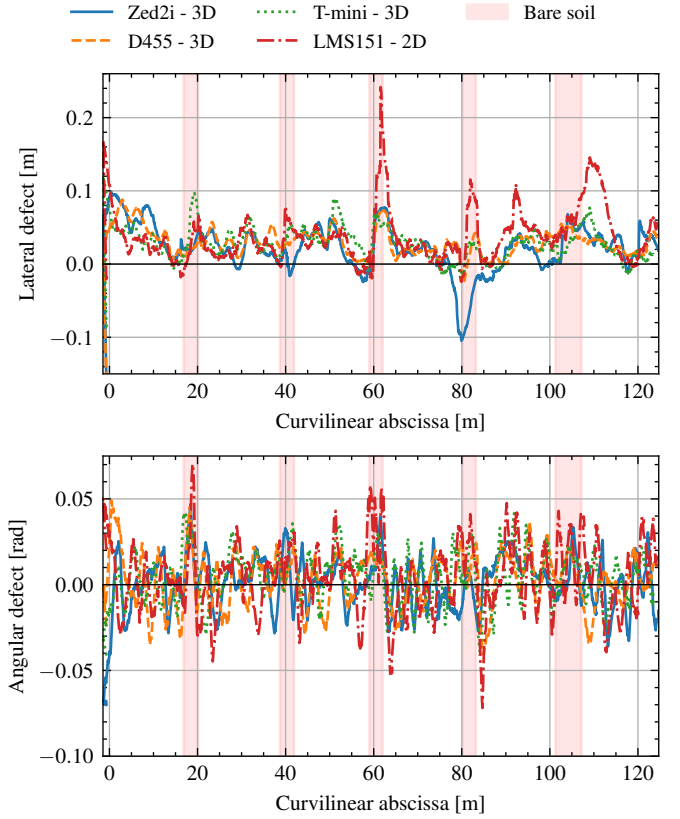 Zed2i - 3D T-mini - 3D Bare soil
D455 - 3D LMS151 - 2D
0.2
0.1
0.0
−0.1
Lateral defect [m]
0 20 40 60 80 100 120
Curvilinear abscissa [m]
0.05
0.00
−0.05
−0.10
Angular defect [rad]
0 20 40 60 80 100 120
Curvilinear abscissa [m]